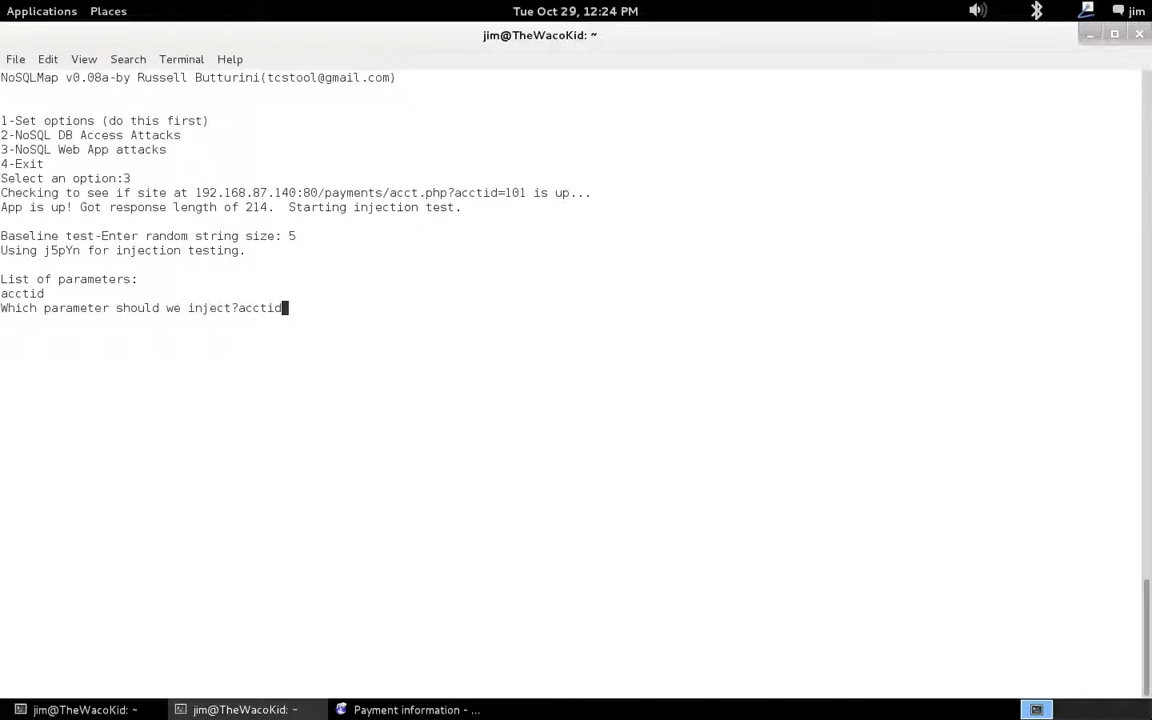 Applications Places Tue Oct 29, 12:24 PM jim
jim@TheWacoKid: ~
File Edit View Search Terminal Help
NoSQLMap v0.08a-by Russell Butturini(tcstool@gmail.com)
1-Set options (do this first)
2-NoSQL DB Access Attacks
3-NoSQL Web App attacks
4-Exit
Select an option:3
Checking to see if site at 192.168.87.140:80/payments/acct.php?acctid=101 is up...
App is up! Got response length of 214.  Starting injection test.
Baseline test-Enter random string size: 5
Using j5pYn for injection testing.
List of parameters:
acctid
Which parameter should we inject?acctid
jim@TheWacoKid: ~ jim@TheWacoKid: ~ Payment information - ...